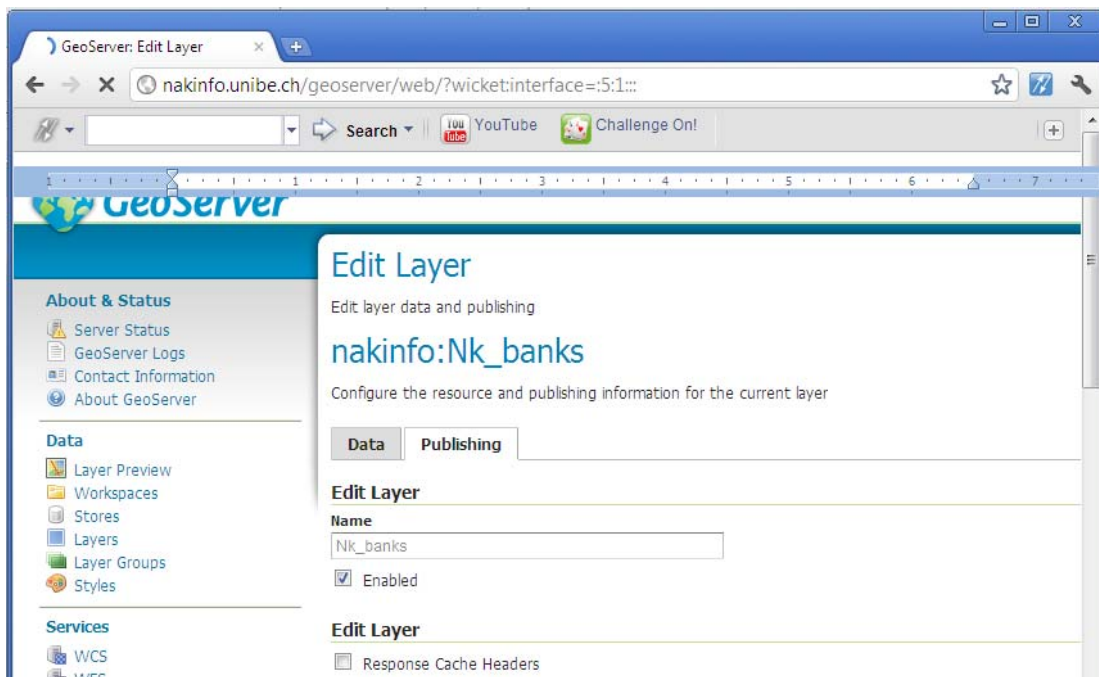 GeoServer: Edit Layer
nakinfo.unibe.ch/geoserver/web/?wicket:interface=:5:1:::
Search
You Tube YouTube
Challenge On!
1 1 2 3 4 5 6 7
GeoServer
Edit Layer
Edit layer data and publishing
nakinfo:Nk_banks
Configure the resource and publishing information for the current layer
Data Publishing
Edit Layer
Name
Nk_banks
Enabled
Edit Layer
Response Cache Headers
About & Status
Server Status
GeoServer Logs
Contact Information
About GeoServer
Data
Layer Preview
Workspaces
Stores
Layers
Layer Groups
Styles
Services
WCS
WFS